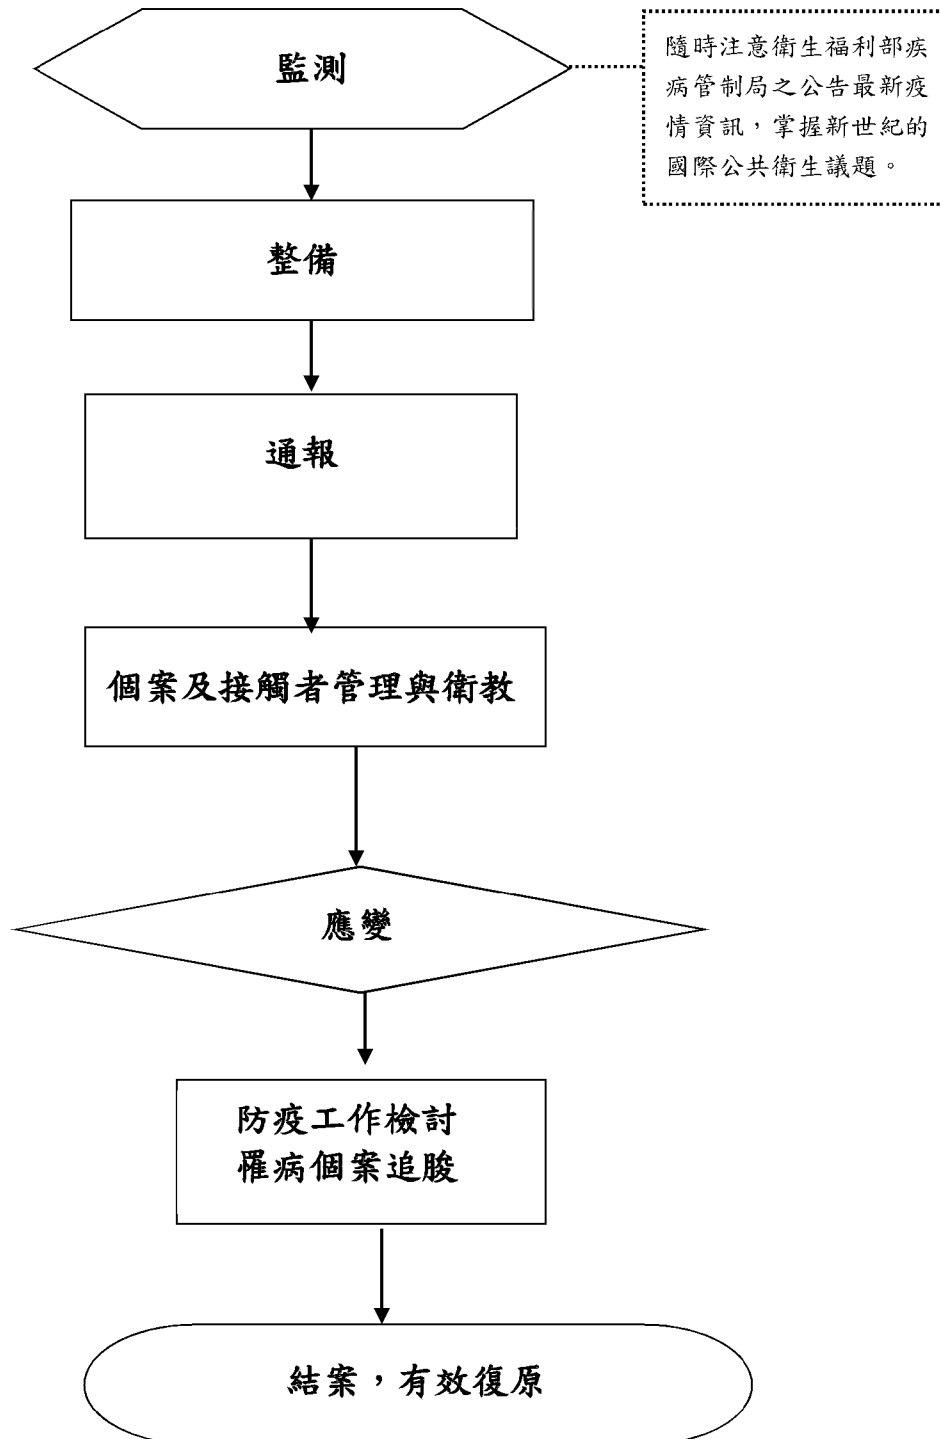 監測
隨時注意衛生福利部疾
病管制局之公告最新疫
情資訊，掌握新世紀的
國際公共衛生議題。
整備
通報
個案及接觸者管理與衛教
應變
防疫工作檢討
罹病個案追朘
結案，有效復原